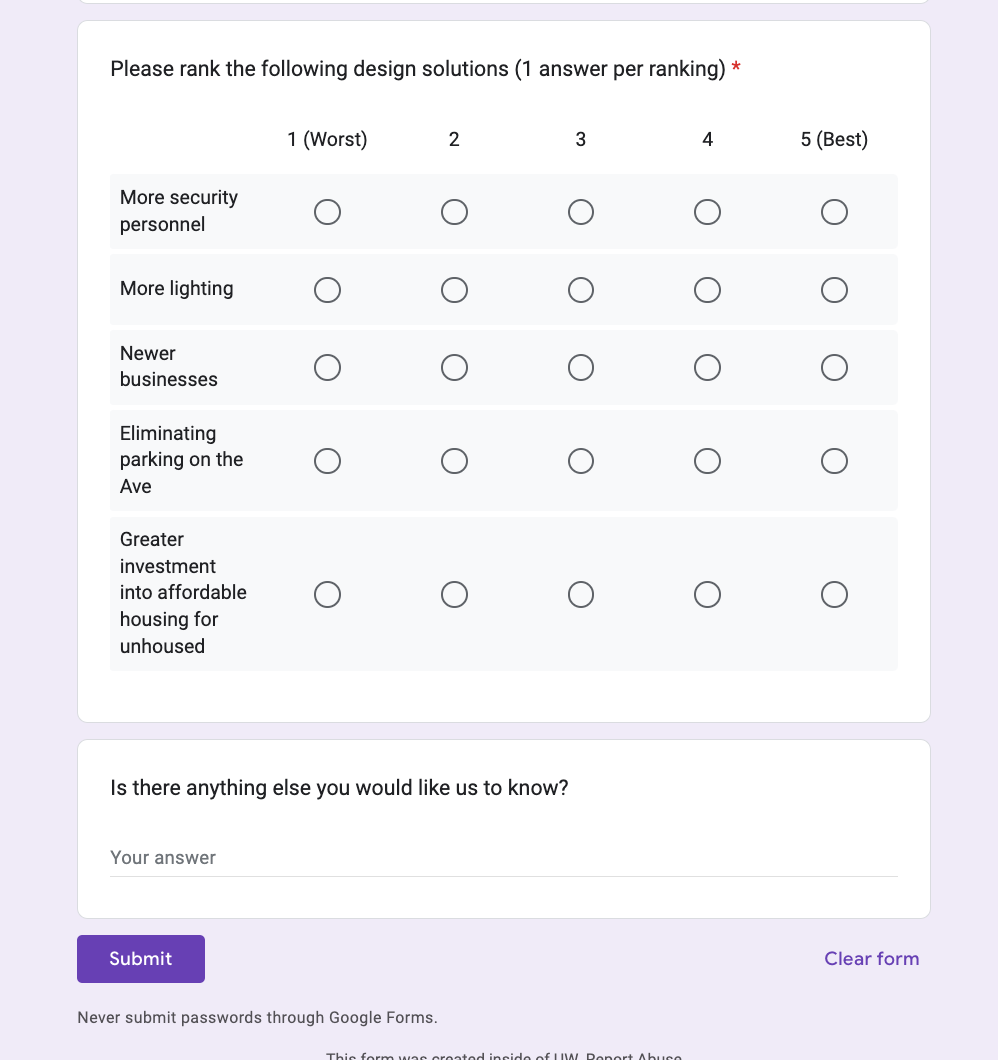 Please rank the following design solutions (1 answer per ranking) *
1 (Worst) 2 3 4 5 (Best)
More security
personnel
More lighting
Newer
businesses
Eliminating
parking on the
Ave
Greater
investment
into affordable
housing for
unhoused
Is there anything else you would like us to know?
Your answer
Submit Clear form
Never submit passwords through Google Forms.
This form was created inside of UW. Report Abuse